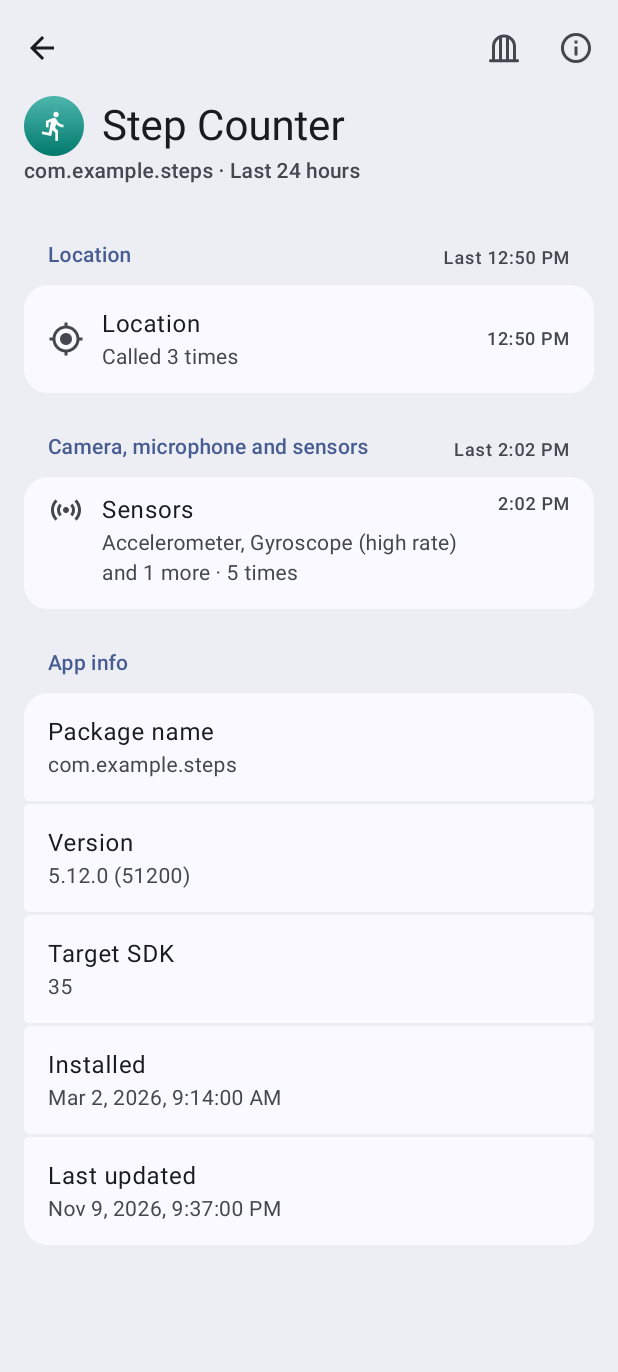 Step Counter
com.example.steps · Last 24 hours
Location
Last 12:50 PM
Location
Called 3 times
12:50 PM
Camera, microphone and sensors
Last 2:02 PM
Sensors
2:02 PM
Accelerometer, Gyroscope (high rate)
and 1 more · 5 times
App info
Package name
com.example.steps
Version
5.12.0 (51200)
Target SDK
35
Installed
Mar 2, 2026, 9:14:00 AM
Last updated
Nov 9, 2026, 9:37:00 PM